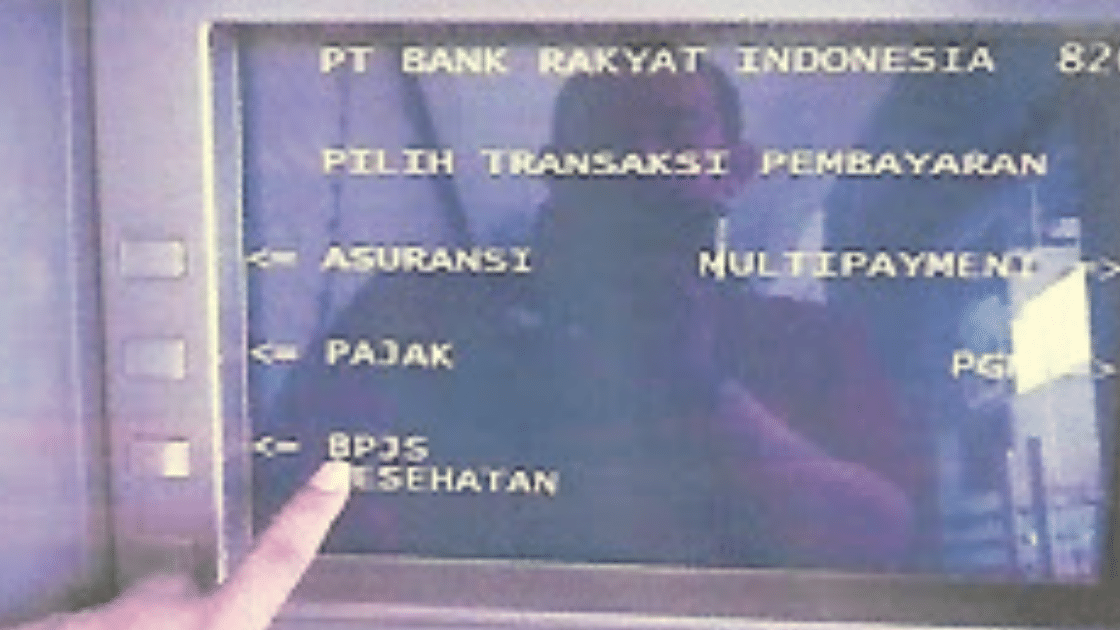 PT BANK RAKYAT INDONESIA
PILIH TRANSAKSI PEMBAYARAN
<= ASURANSI MULTIPAYMENT =>
<= PAJAK
<= BPJS
KESEHATAN